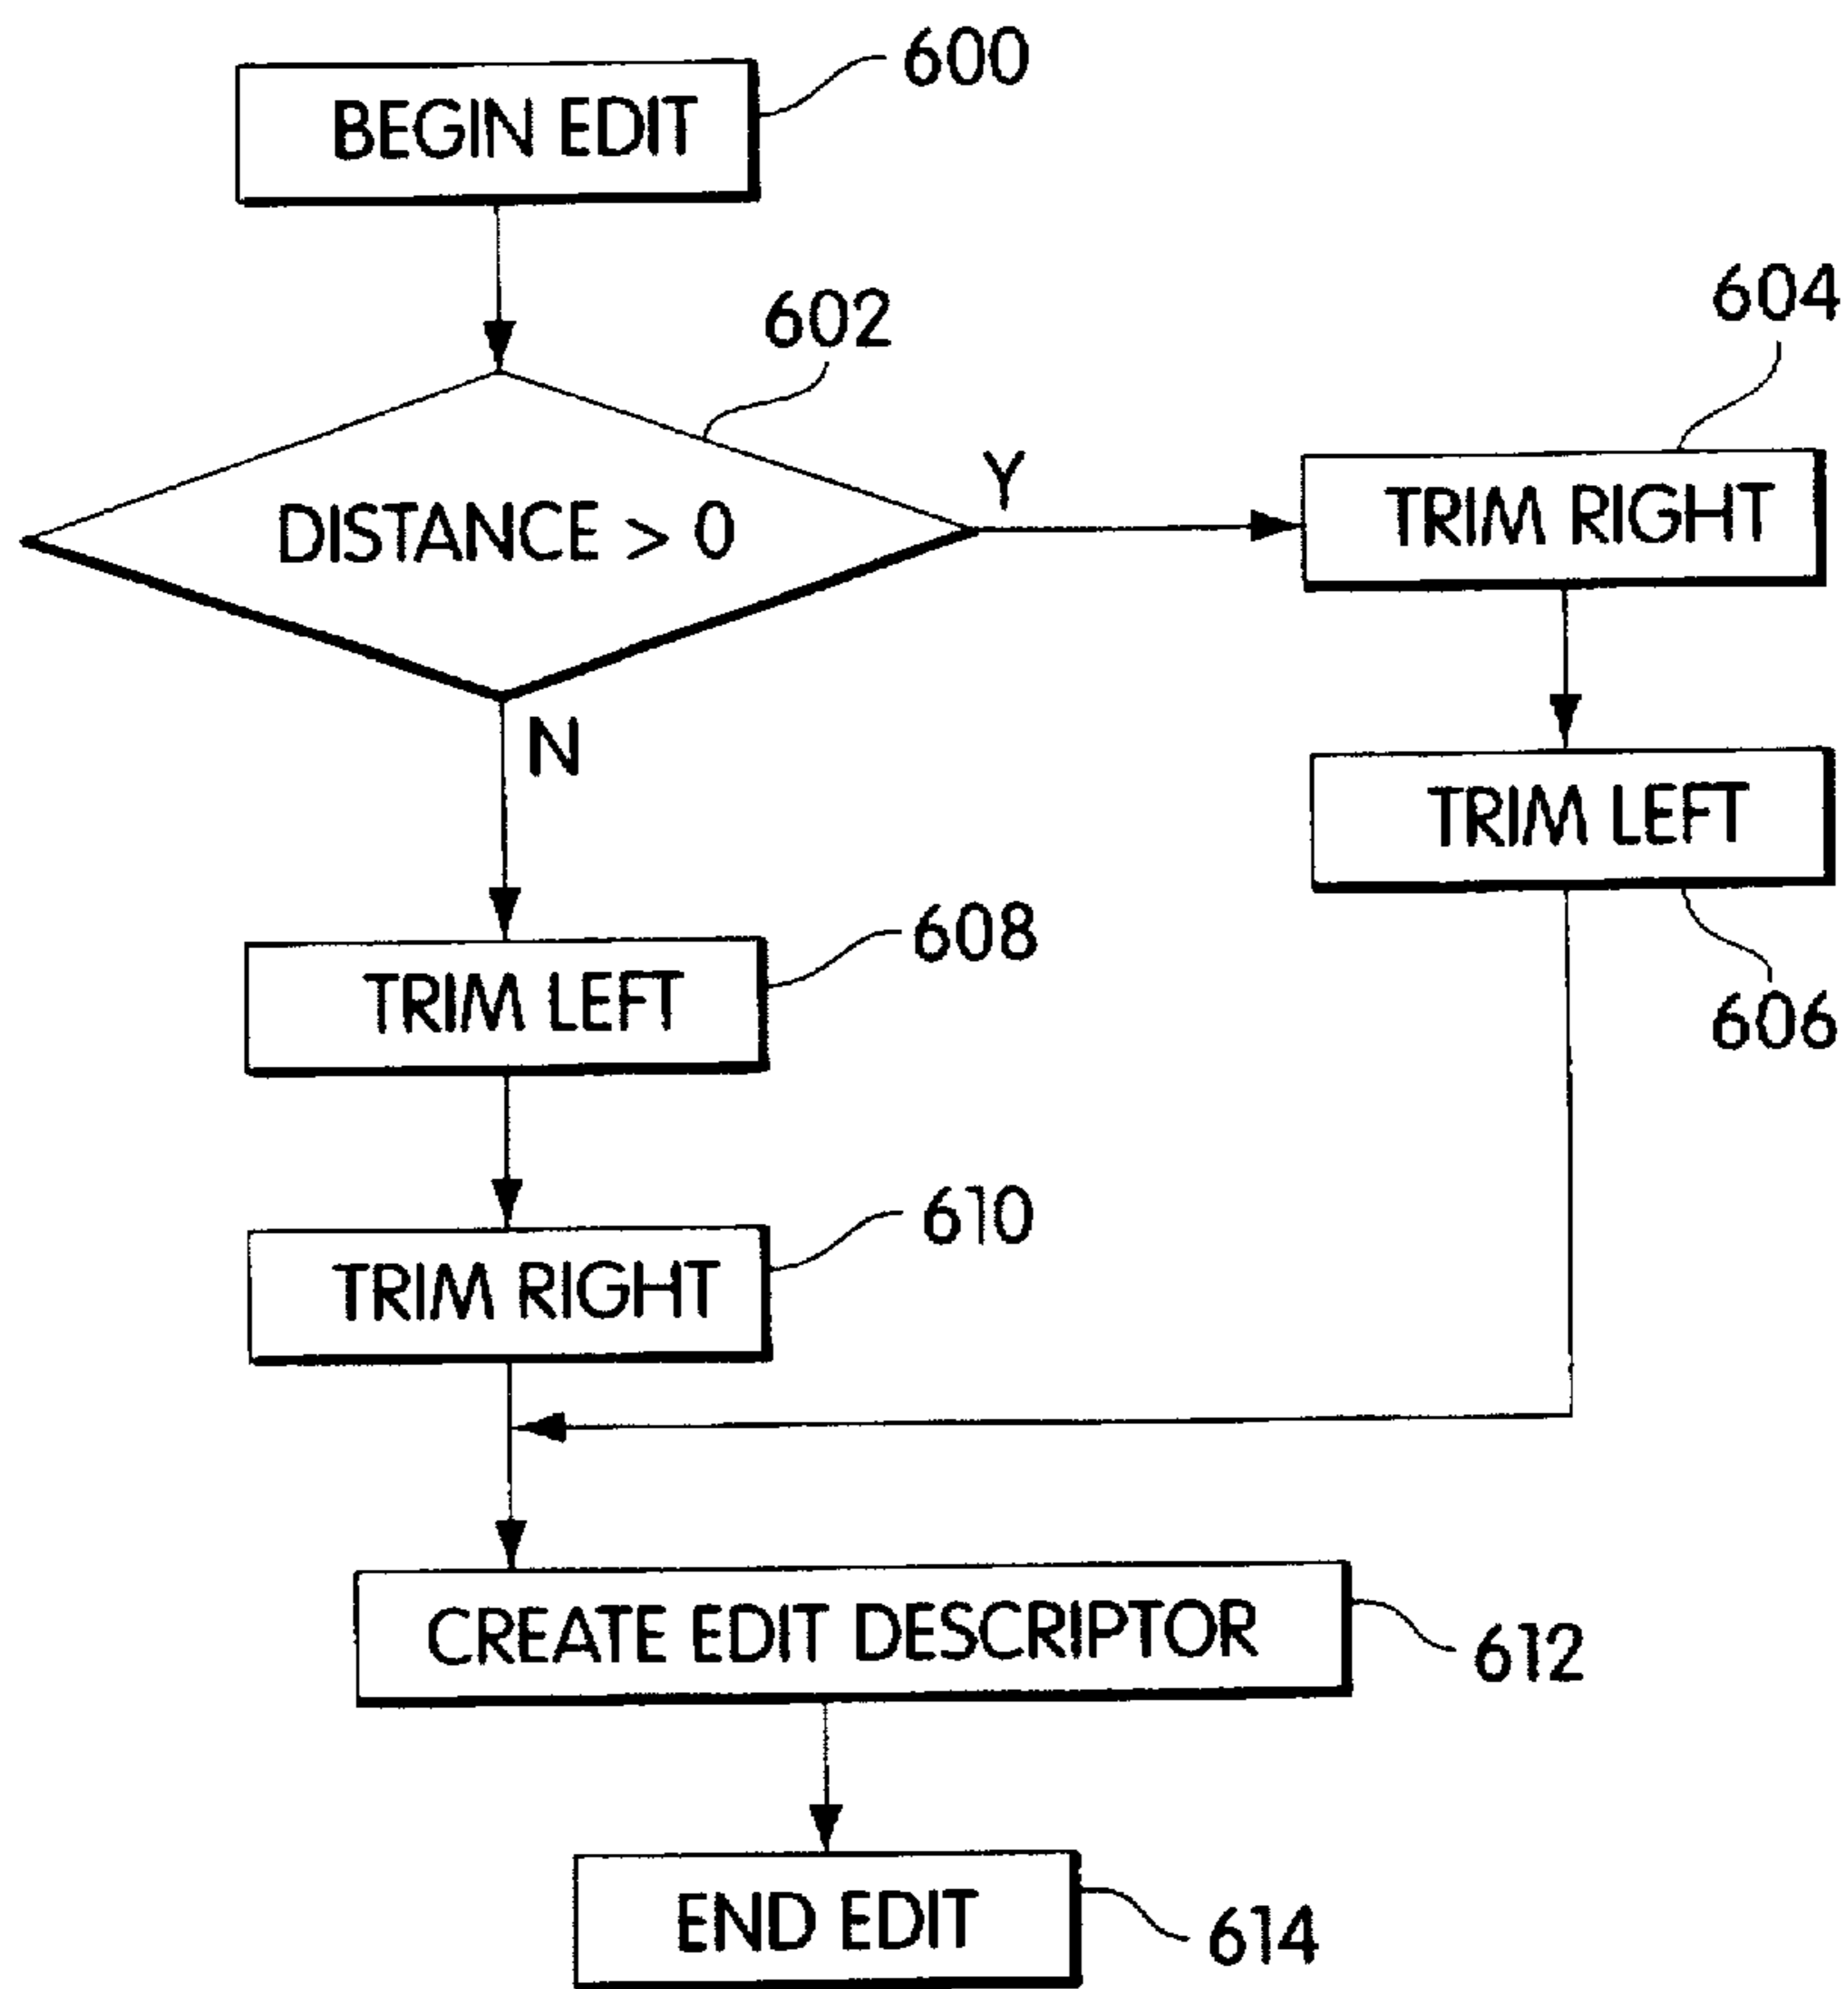 BEGIN EDIT
600
602
DISTANCE > 0
Y
N
604
TRIM RIGHT
TRIM LEFT
606
TRIM LEFT
608
TRIM RIGHT
610
CREATE EDIT DESCRIPTOR
612
END EDIT
614